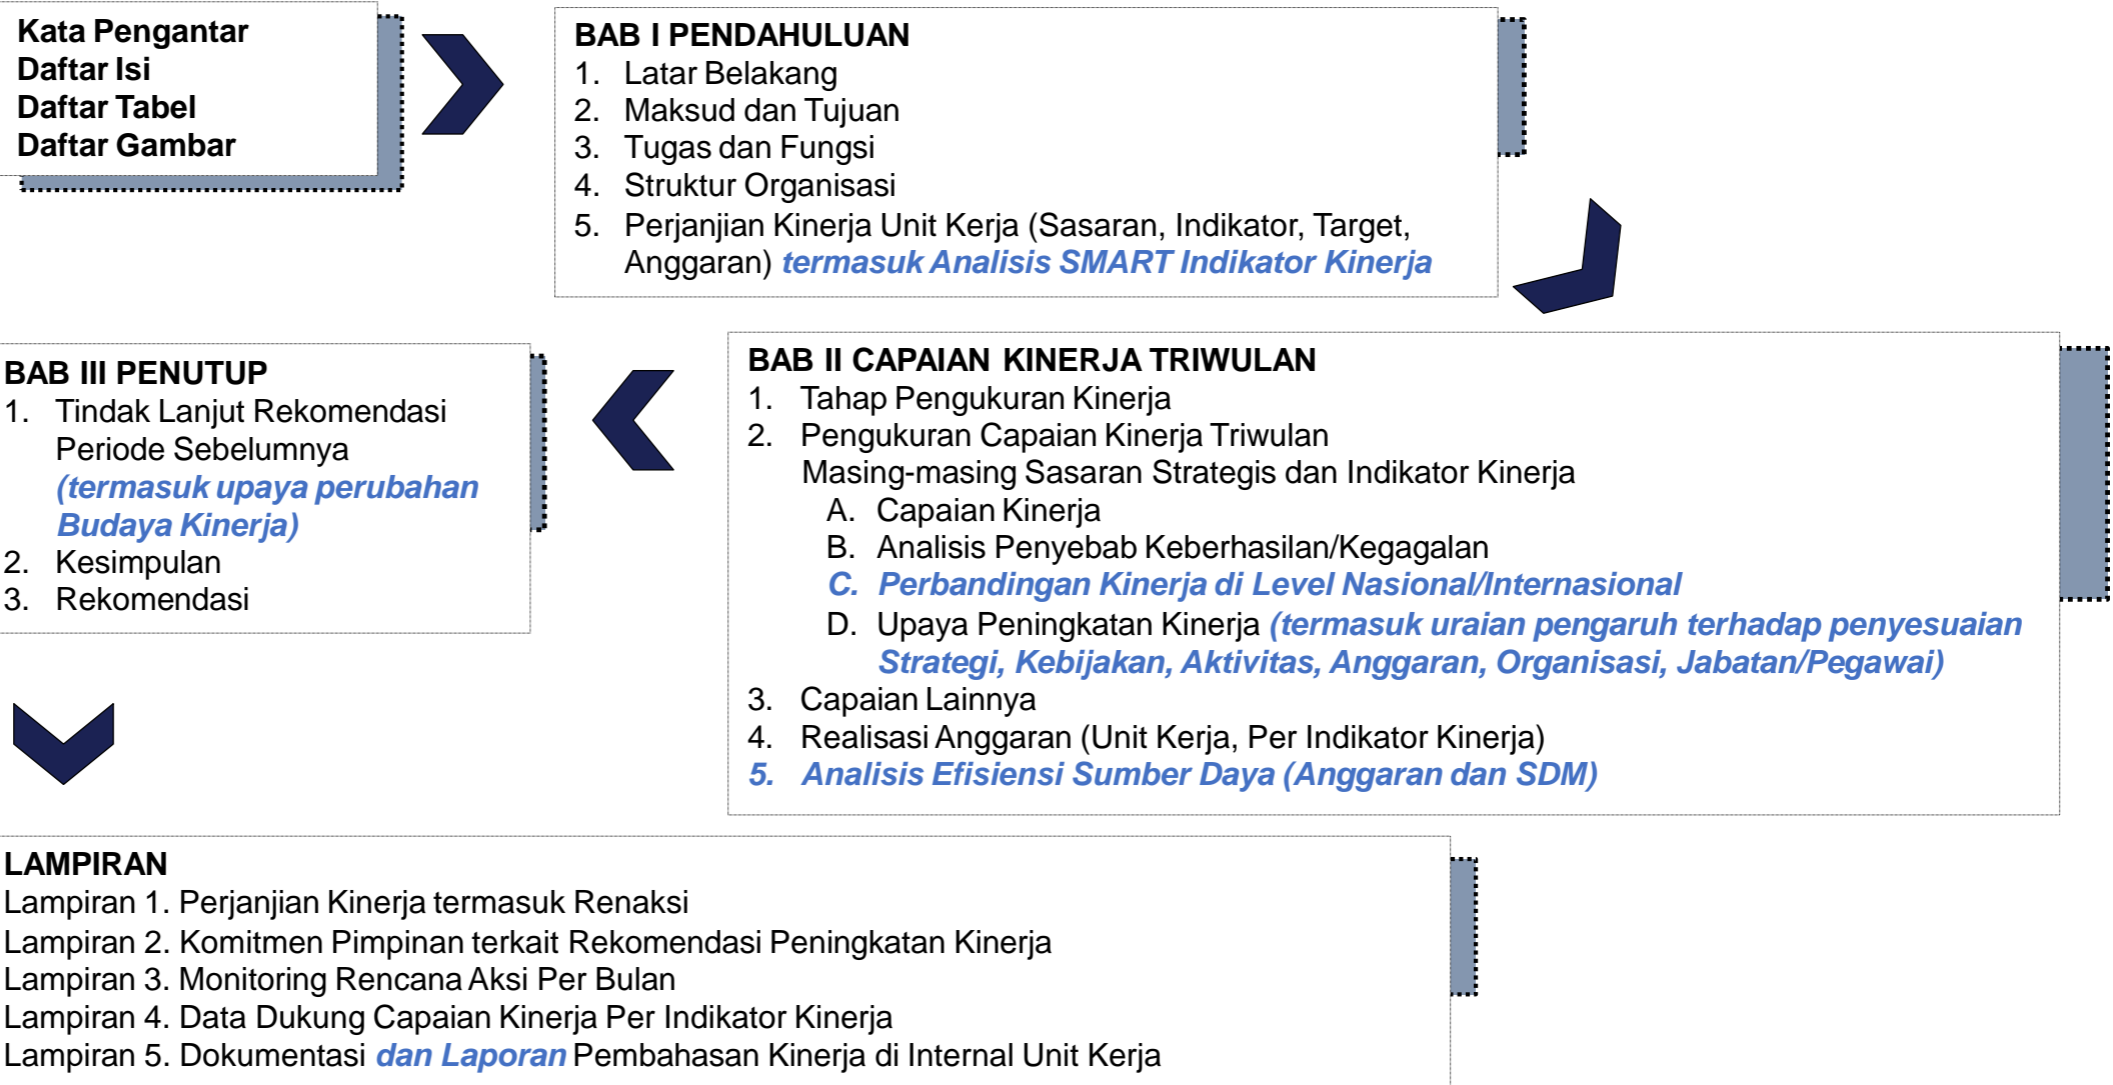 Kata Pengantar
Daftar Isi
Daftar Tabel
Daftar Gambar
BAB I PENDAHULUAN
1. Latar Belakang
2. Maksud dan Tujuan
3. Tugas dan Fungsi
4. Struktur Organisasi
5. Perjanjian Kinerja Unit Kerja (Sasaran, Indikator, Target,
Anggaran) termasuk Analisis SMART Indikator Kinerja
BAB II CAPAIAN KINERJA TRIWULAN
1. Tahap Pengukuran Kinerja
2. Pengukuran Capaian Kinerja Triwulan
Masing-masing Sasaran Strategis dan Indikator Kinerja
A. Capaian Kinerja
B. Analisis Penyebab Keberhasilan/Kegagalan
C. Perbandingan Kinerja di Level Nasional/Internasional
D. Upaya Peningkatan Kinerja (termasuk uraian pengaruh terhadap penyesuaian
Strategi, Kebijakan, Aktivitas, Anggaran, Organisasi, Jabatan/Pegawai)
3. Capaian Lainnya
4. Realisasi Anggaran (Unit Kerja, Per Indikator Kinerja)
5. Analisis Efisiensi Sumber Daya (Anggaran dan SDM)
BAB III PENUTUP
1. Tindak Lanjut Rekomendasi
Periode Sebelumnya
(termasuk upaya perubahan
Budaya Kinerja)
2. Kesimpulan
3. Rekomendasi
LAMPIRAN
Lampiran 1. Perjanjian Kinerja termasuk Renaksi
Lampiran 2. Komitmen Pimpinan terkait Rekomendasi Peningkatan Kinerja
Lampiran 3. Monitoring Rencana Aksi Per Bulan
Lampiran 4. Data Dukung Capaian Kinerja Per Indikator Kinerja
Lampiran 5. Dokumentasi dan Laporan Pembahasan Kinerja di Internal Unit Kerja